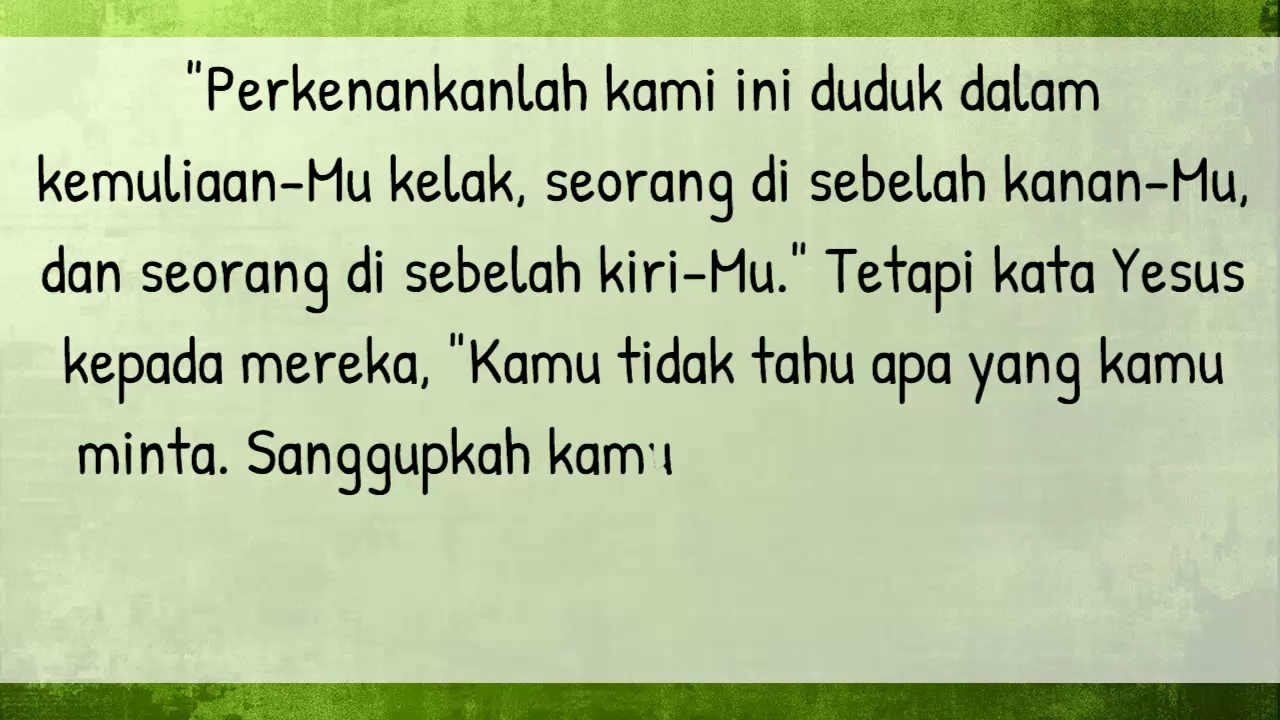 "Perkenankanlah kami ini duduk dalam
kemuliaan-Mu kelak, seorang di sebelah kanan-Mu,
dan seorang di sebelah kiri-Mu." Tetapi kata Yesus
kepada mereka, "Kamu tidak tahu apa yang kamu
minta. Sanggupkah kamu